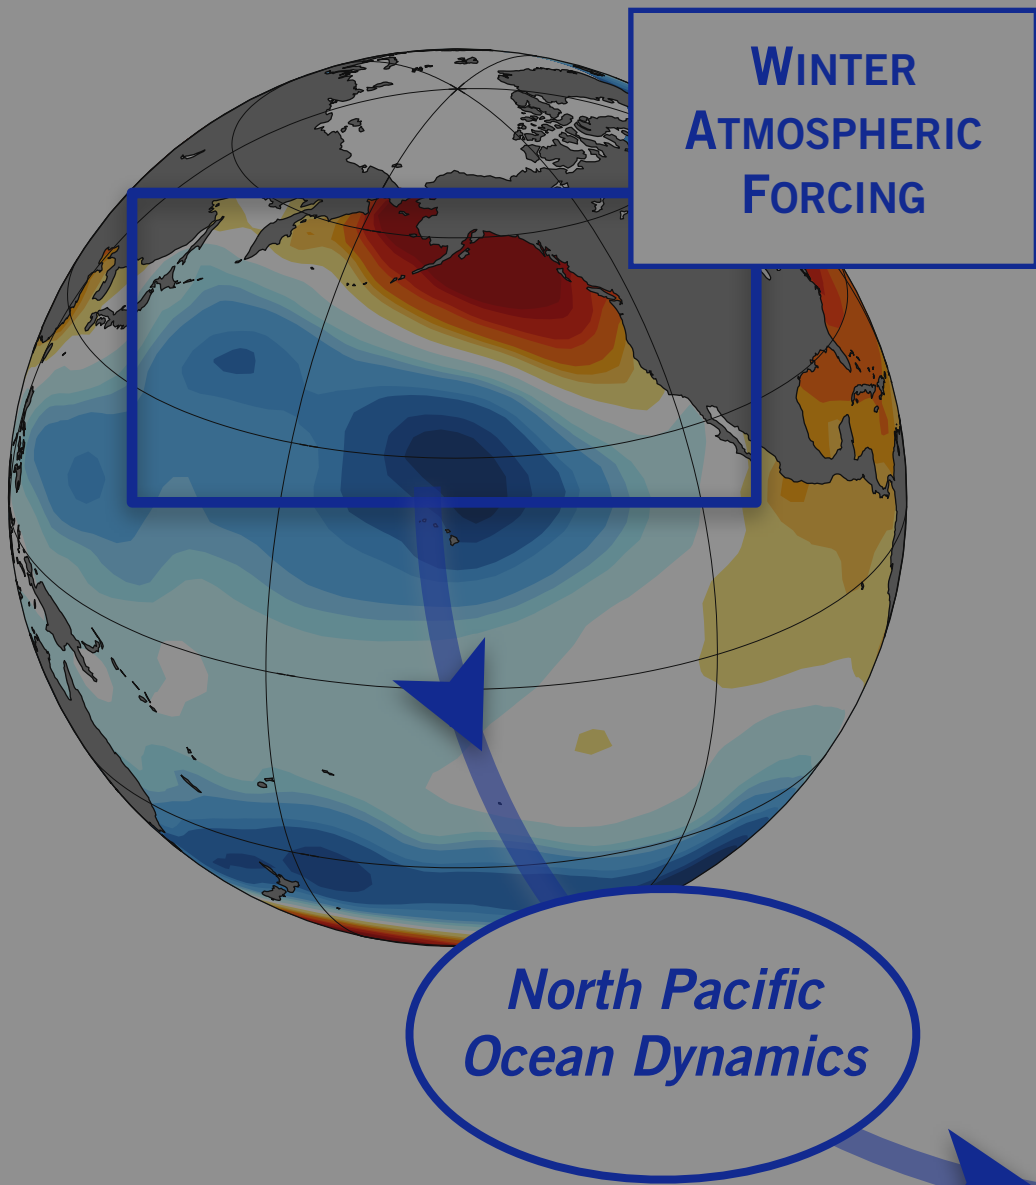 WINTER
ATMOSPHERIC
FORCING
North Pacific
Ocean Dynamics